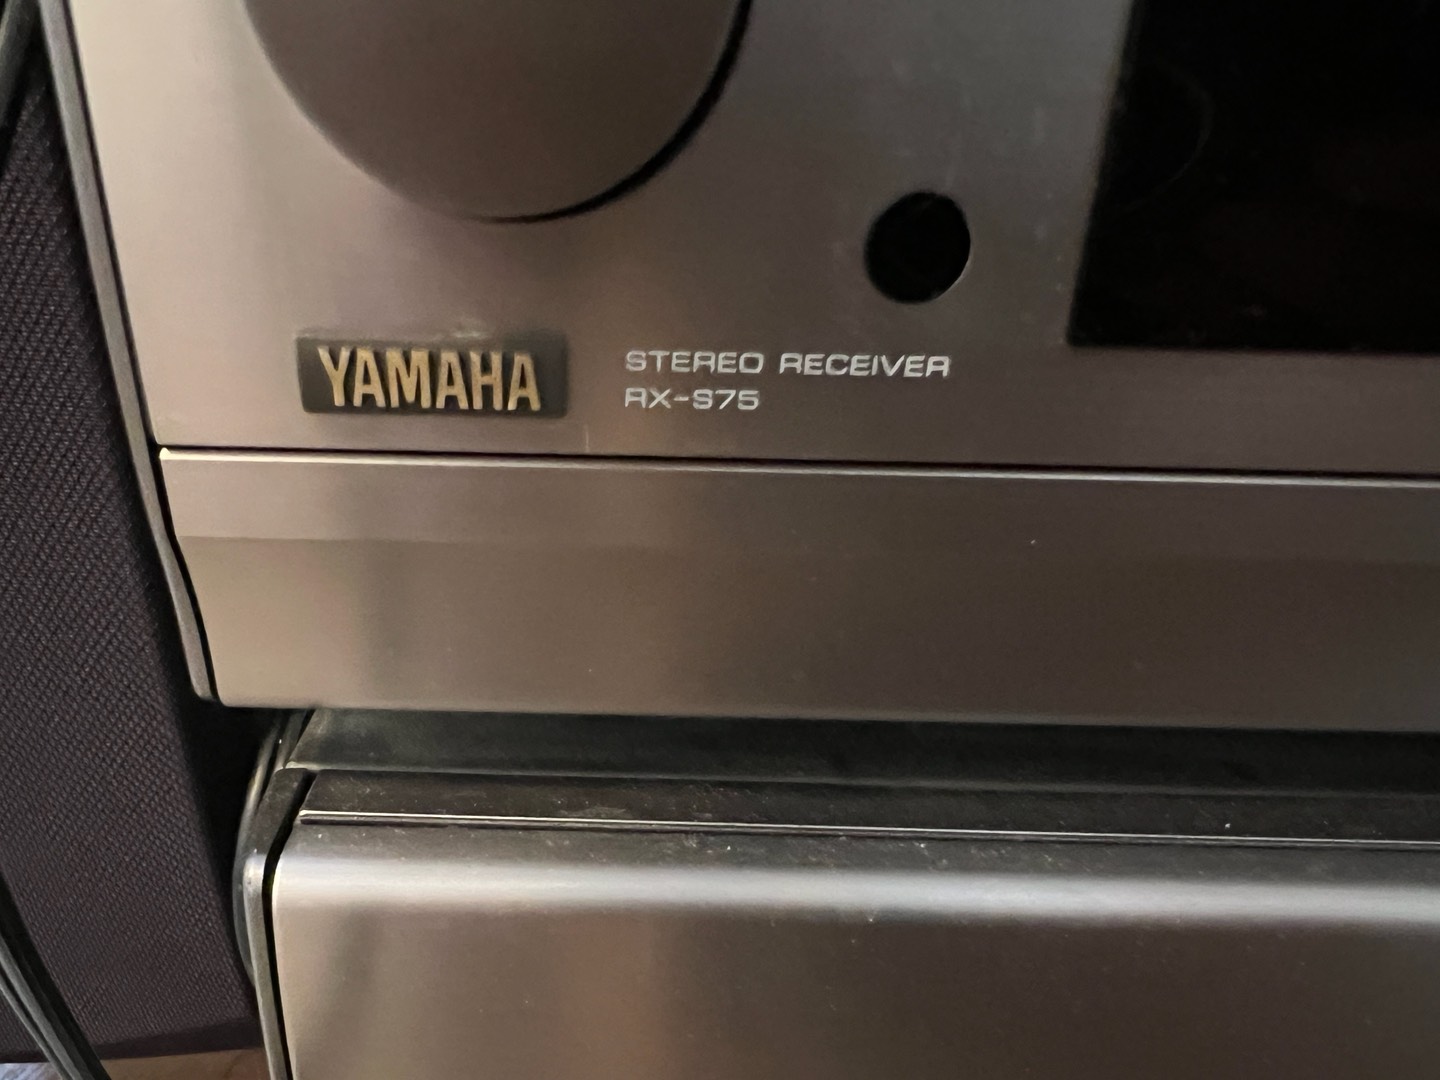 YAMAHA
STEREO RECEIVER
RX-S75